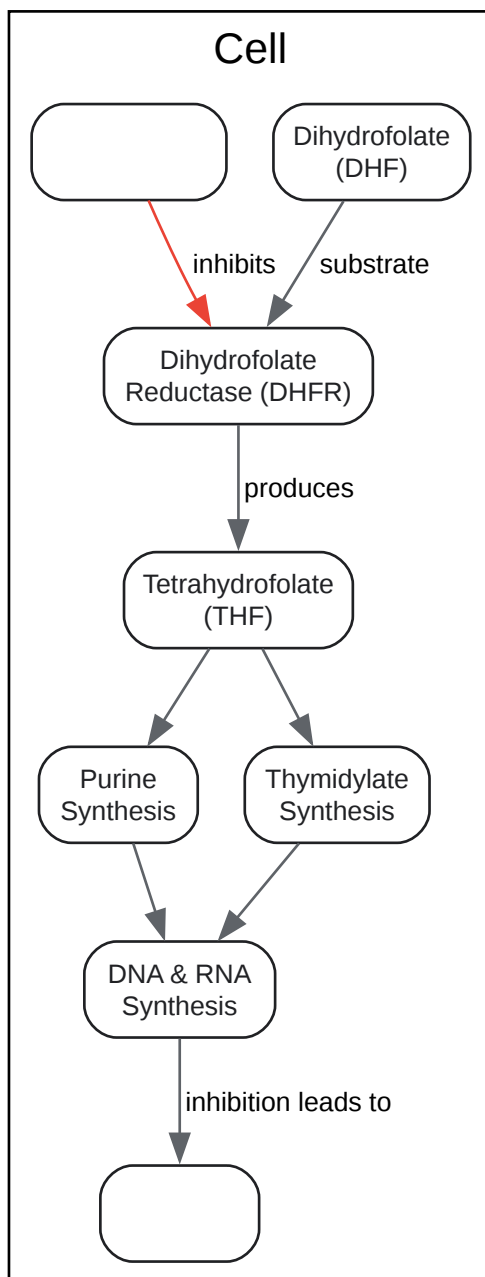 Cell
Dihydrofolate
(DHF)
inhibits
substrate
Dihydrofolate
Reductase (DHFR)
produces
Tetrahydrofolate
(THF)
Purine
Synthesis
Thymidylate
Synthesis
DNA & RNA
Synthesis
inhibition leads to